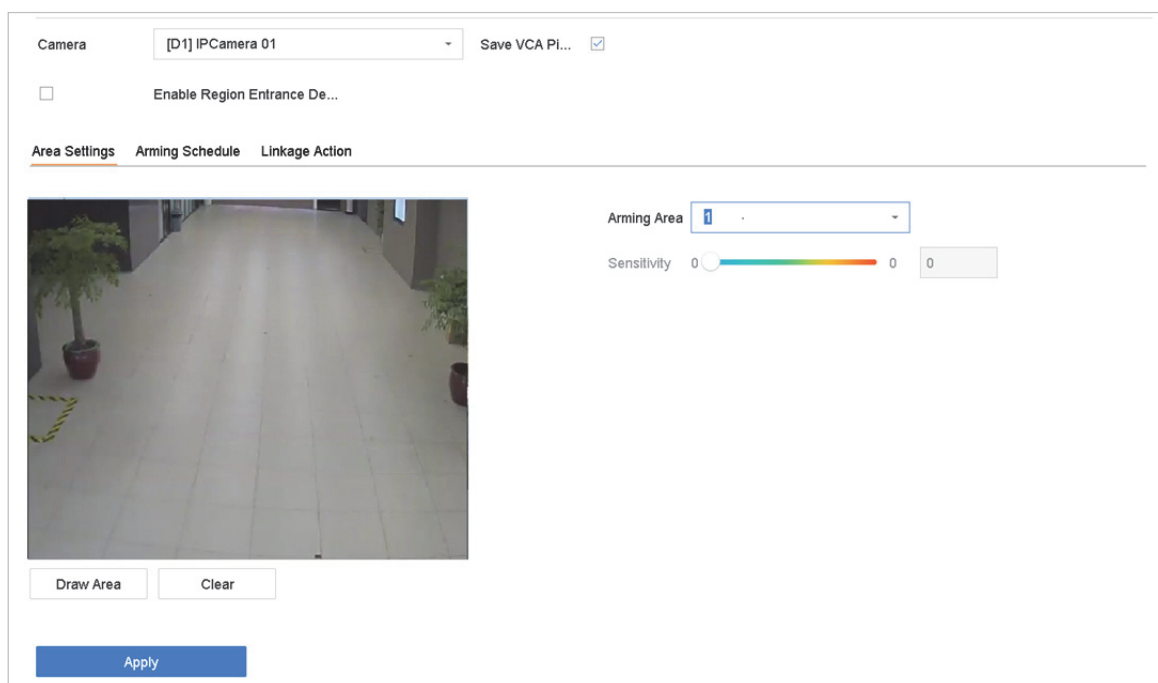 Camera [D1] IPCamera 01 Save VCA Pi...
Enable Region Entrance De...
Area Settings Arming Schedule Linkage Action
Arming Area 1
Sensitivity 0 0 0
Draw Area Clear
Apply